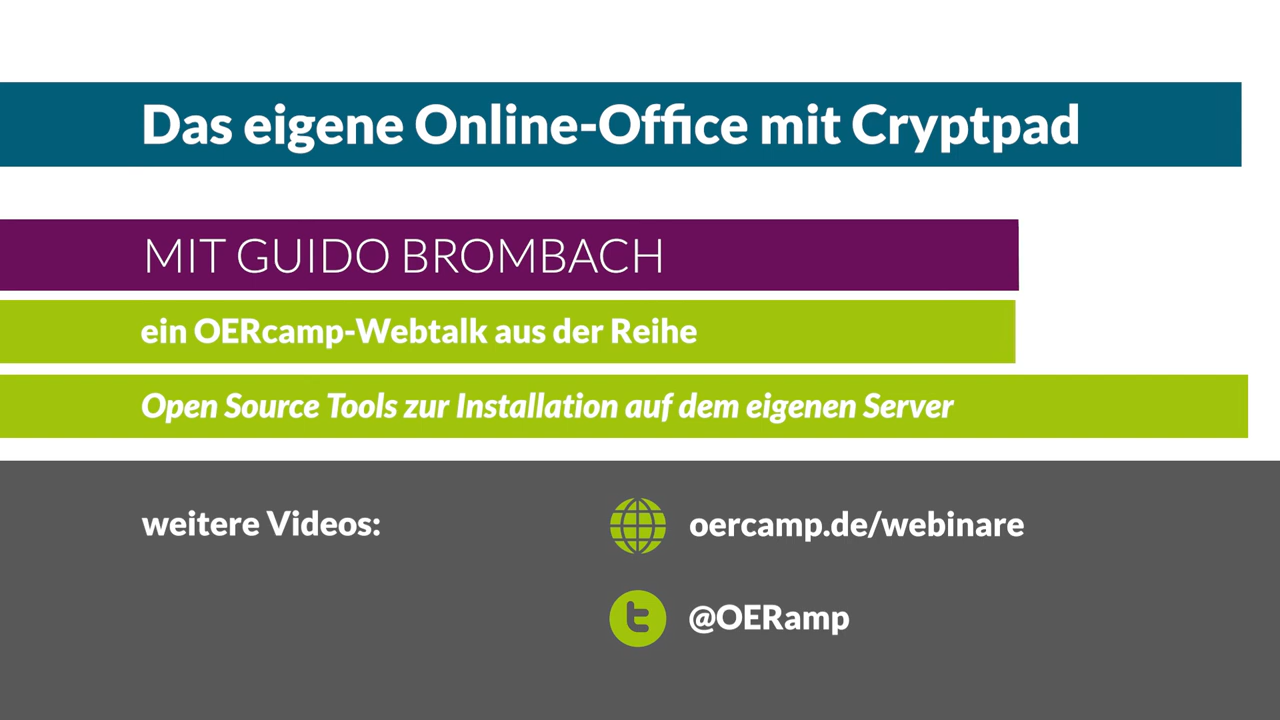 Das eigene Online-Office mit Cryptpad
MIT GUIDO BROMBACH
ein OERcamp-Webtalk aus der Reihe
Open Source Tools zur Installation auf dem eigenen Server
weitere Videos:
oercamp.de/webinare
@OERamp